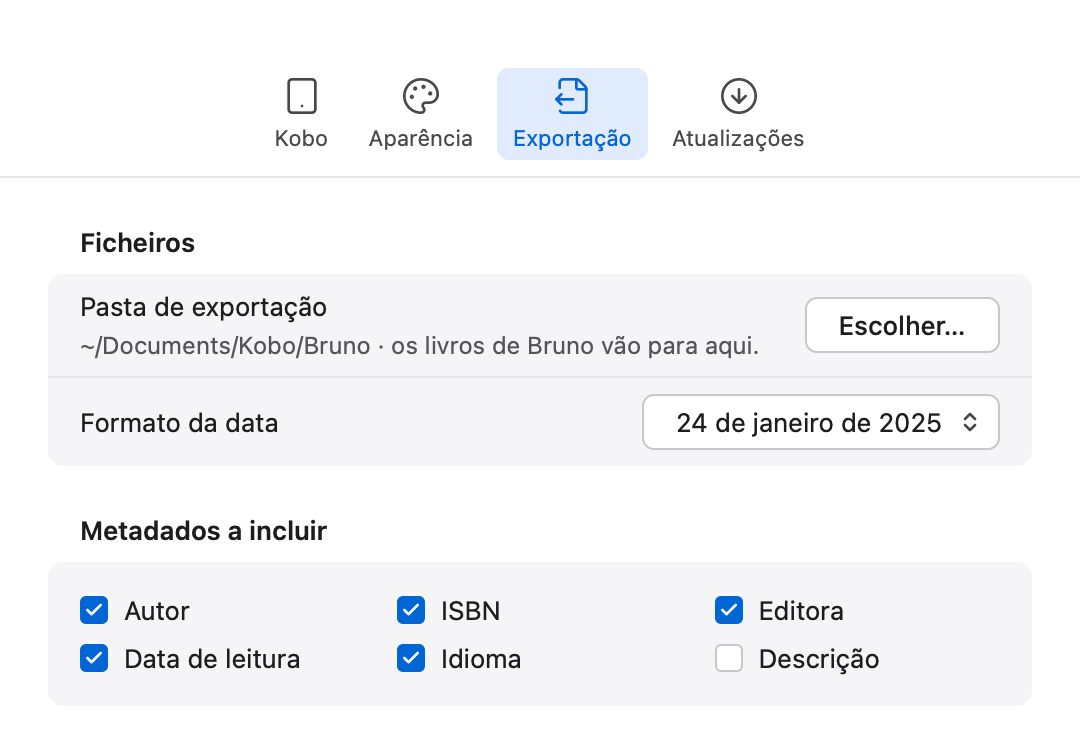 Kobo
Aparência
Exportação
Atualizações
Ficheiros
Pasta de exportação
~/Documents/Kobo/Bruno · os livros de Bruno vão para aqui.
Escolher...
Formato da data
24 de janeiro de 2025
Metadados a incluir
Autor
ISBN
Editora
Data de leitura
Idioma
Descrição